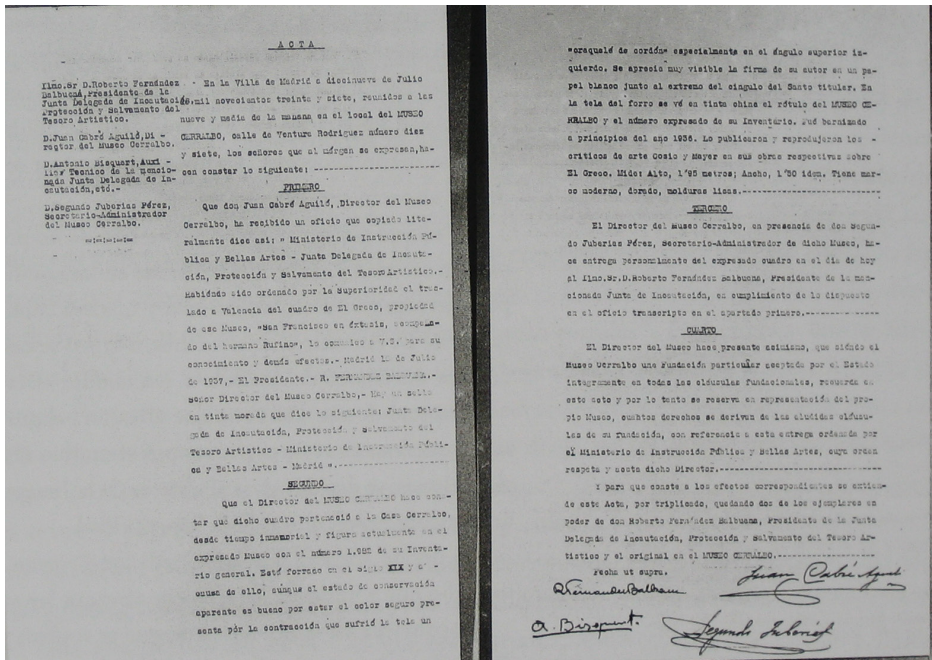 ACTA
Ilmo.Sr D.Roberto Fernández
Balbuena,Presidente de la
Junta Delegada de Incautación,
Protección y Salvamento del
Tesoro Artístico.
D.Juan Cabré Aguiló,Di -
rector del Museo Cerralbo.
D.Antonio Bisquert,Auxi -
liar Tecnico de la mencio-
nada Junta Delegada de In-
cautación,etc.-
D.Segundo Juberias Pérez,
Secretario-Administrador
del Museo Cerralbo.
En la Villa de Madrid a diecinueve de Julio
de mil novecientos treinta y siete, reunidos a las
nueve y media de la mañana en el local del MUSEO
CERRALBO, calle de Ventura Rodríguez número diez
y siete, los señores que al márgen se expresan,ha-
cen constar lo siguiente: ----------------
PRIMERO
Que don Juan Cabré Aguiló, Director del Museo
Cerralbo, ha recibido un oficio que copiado lite-
ralmente dice asi: " Ministerio de Instrucción Pú-
blica y Bellas Artes - Junta Delegada de Incauta-
ción, Protección y Salvamento del Tesoro Artístico.-
Habiendo sido ordenado por la Superioridad el tras-
lado a Valencia del cuadro de El Greco, propiedad
de ese Museo, "San Francisco en éxtasis, acompaña-
do del hermano Rufino", lo comunico a V.S. para su
conocimiento y demás efectos.- Madrid de Julio
de 1937,- El Presidente.- R. FERNANDEZ BALBUENA.-
Señor Director del Museo Cerralbo,- Hay un sello
en tinta morada que dice lo siguiente: Junta Dele-
gada de Incautación, Protección y Salvamento del
Tesoro Artistico - Ministerio de Instrucción Públi-
ca y Bellas Artes - Madrid ".------------------
SEGUNDO
Que el Director del MUSEO CERRALBO hace cons-
tar que dicho cuadro perteneció a la Casa Cerralbo,
desde tiempo inmemorial y figura actualmente en el
expresado Museo con el número 1.982 de su Inventa-
rio general. Está forrado en el siglo XIX y a
causa de ello, aúnque el estado de conservación
aparente es bueno por estar el color seguro pre-
senta pór la contracción que sufrió la tela un
"craquelé de cordón" especialmente en el ángulo superior iz-
quierdo. Se aprecia muy visible la firma de su autor en un pa-
pel blanco junto al extremo del cíngulo del Santo titular. En
la tela del forro se vé en tinta china el rótulo del MUSEO CE-
RRALBO y el número expresado de su Inventario. Fué barnizado
a principios del año 1936. Lo publicaron y reprodujeron los
críticos de arte Cosio y Mayer en sus obras respectivas sobre
El Greco. Mide: Alto, 1'95 metros; Ancho, 1'50 idem. Tiene mar-
co moderno, dorado, molduras lisas.-------------------
TERCERO
El Director del Museo Cerralbo, en presencia de don Segun-
do Juberias Pérez, Secretario-Administrador de dicho Museo, ha-
ce entrega personalmente del expresado cuadro en el dia de hoy
al Ilmo.Sr.D.Roberto Fernández Balbuena, Presidente de la men-
cionada Junta de Incautación, en cumplimiento de lo dispuesto
en el oficio transcripto en el apartado primero.----------
CUARTO
El Director del Museo hace presente asimismo, que siendo el
Museo Cerralbo una Fundación particular aceptada por el Estado
integramente en todas las cláusulas fundacionales, recuerda en
este acto y por lo tanto se reserva en representación del pro-
pio Museo, cuantos derechos se deriven de las aludidas cláusu-
las de su fundación, con referencia a esta entrega ordenada por
el Ministerio de Instrucción Pública y Bellas Artes, cuya orden
respeta y acata dicho Director.----------------------
Y para que conste a los efectos correspondientes se extien-
de este Acta, por triplicado, quedando dos de los ejemplares en
poder de don Roberto Fernández Balbuena, Presidente de la Junta
Delegada de Incautación, Protección y Salvamento del Tesoro Ar-
tístico y el original en el MUSEO CERRALBO.-------------
Fecha ut supra.
Juan Cabré Aguiló
R Fernandez Balbuena
A. Bisquert.
Segundo Juberias